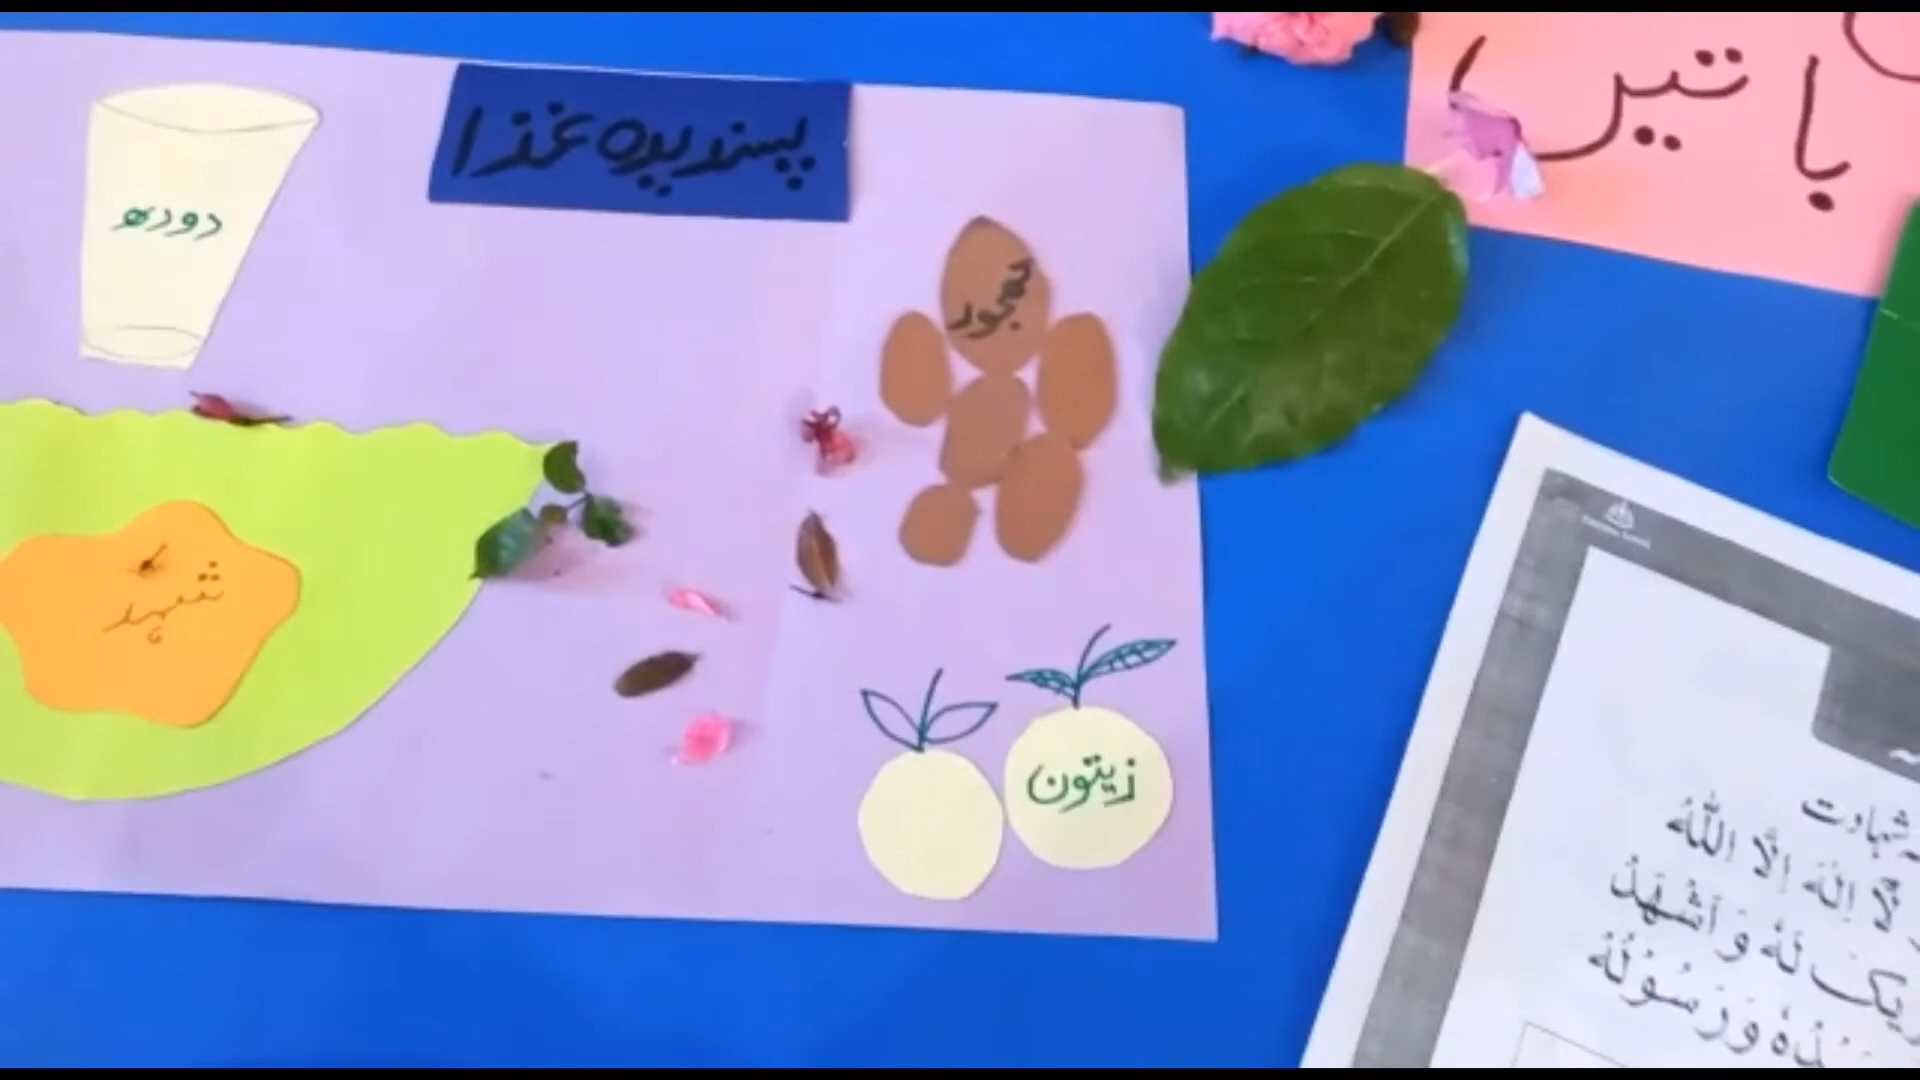 باتیں
پسندیدہ غذا
دودھ
کھجور
شہد
زیتون
شہادت
لَّا اِلٰهَ اِلَّا اللّٰهُ
لَهٗ وَ اَشْهَدُ
وَرَسُوْلُهٗ